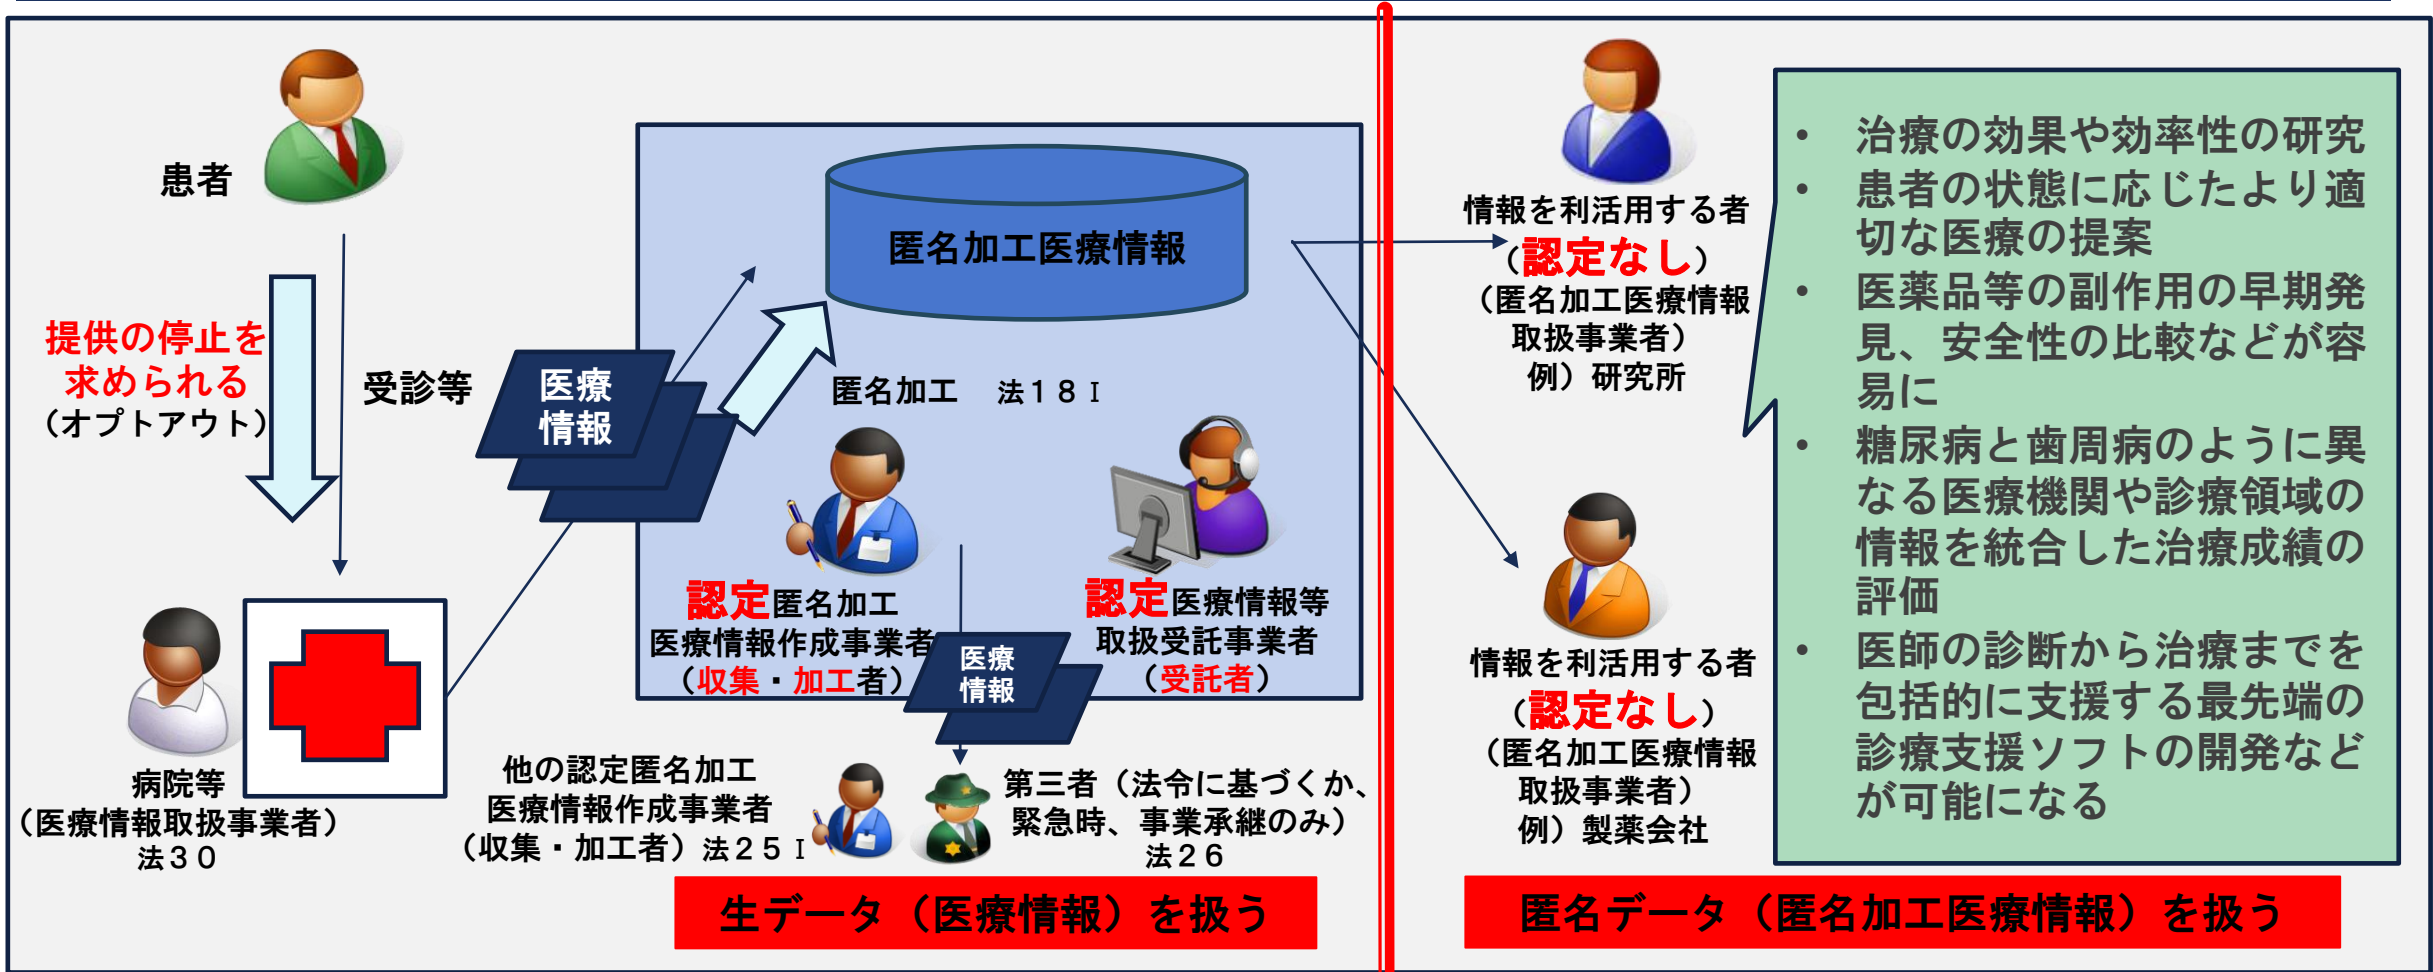 患者
提供の停止を
求められる
（オプトアウト）
受診等
医療
情報
病院等
（医療情報取扱事業者）
法３０
匿名加工医療情報
匿名加工　法１８Ⅰ
認定匿名加工
医療情報作成事業者
（収集・加工者）
認定医療情報等
取扱受託事業者
（受託者）
医療
情報
他の認定匿名加工
医療情報作成事業者
（収集・加工者）法２５Ⅰ
第三者（法令に基づくか、
緊急時、事業承継のみ）
法２６
生データ（医療情報）を扱う
情報を利活用する者
（認定なし）
（匿名加工医療情報
取扱事業者）
例）研究所
情報を利活用する者
（認定なし）
（匿名加工医療情報
取扱事業者）
例）製薬会社
• 治療の効果や効率性の研究
• 患者の状態に応じたより適
切な医療の提案
• 医薬品等の副作用の早期発
見、安全性の比較などが容
易に
• 糖尿病と歯周病のように異
なる医療機関や診療領域の
情報を統合した治療成績の
評価
• 医師の診断から治療までを
包括的に支援する最先端の
診療支援ソフトの開発など
が可能になる
匿名データ（匿名加工医療情報）を扱う